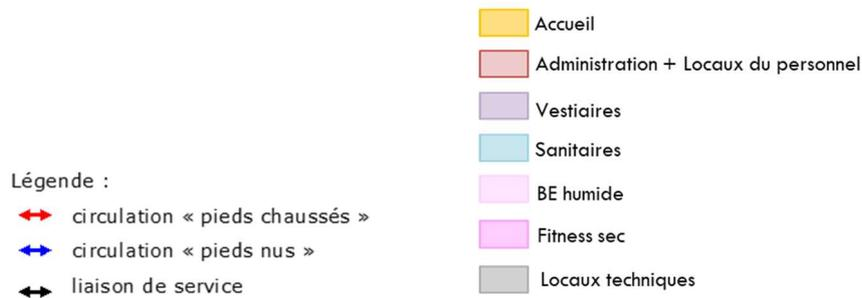 Légende :
circulation « pieds chaussés »
circulation « pieds nus »
liaison de service
Accueil
Administration + Locaux du personnel
Vestiaires
Sanitaires
BE humide
Fitness sec
Locaux techniques